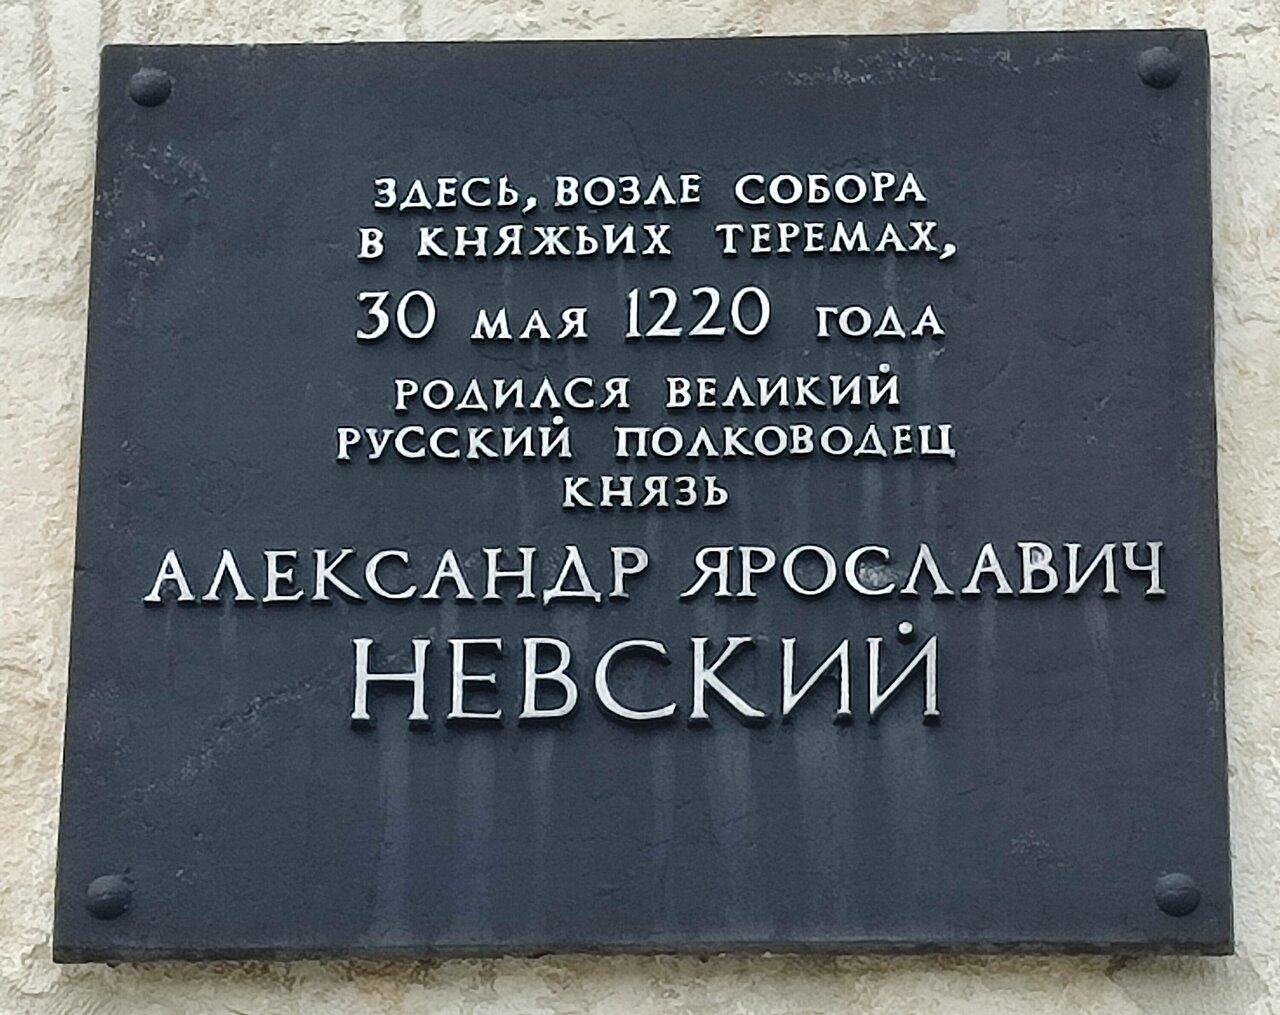 ЗДЕСЬ, ВОЗЛЕ СОБОРА
В КНЯЖЬИХ ТЕРЕМАХ,
30 МАЯ 1220 ГОДА
РОДИЛСЯ ВЕЛИКИЙ
РУССКИЙ ПОЛКОВОДЕЦ
КНЯЗЬ
АЛЕКСАНДР ЯРОСЛАВИЧ
НЕВСКИЙ